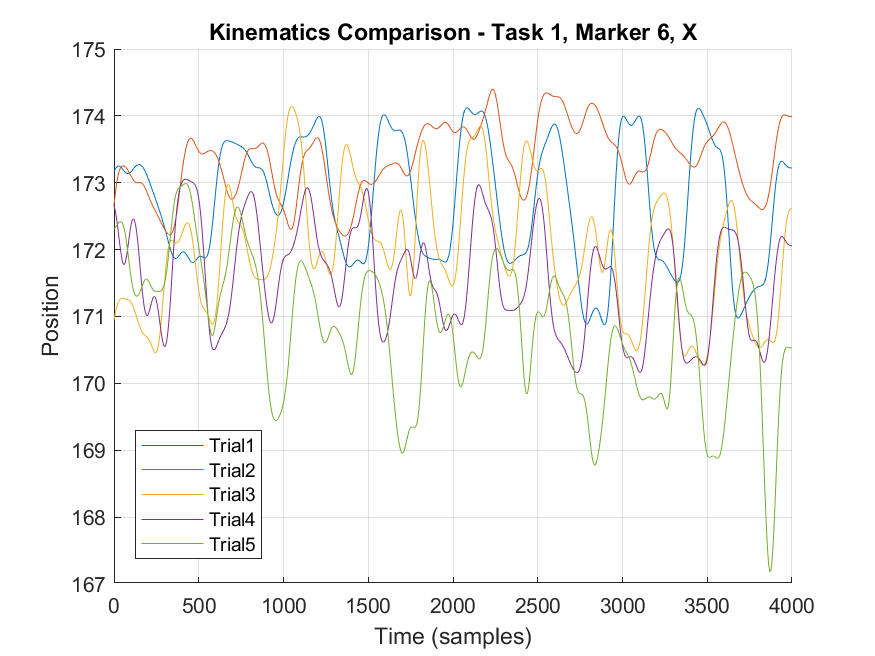 Kinematics Comparison - Task 1, Marker 6, X
175
174
173
172
171
170
169
168
167
Position
Trial1
Trial2
Trial3
Trial4
Trial5
0 500 1000 1500 2000 2500 3000 3500 4000
Time (samples)